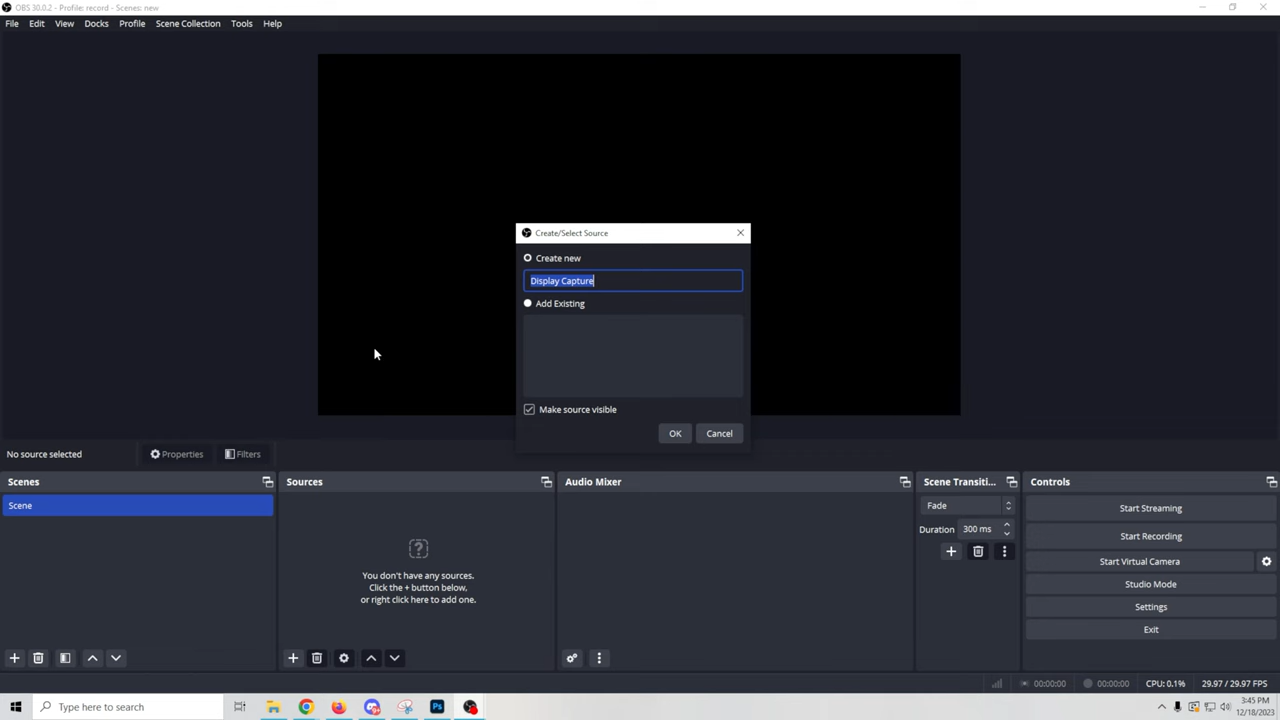 OBS 30.0.2 - Profile: record - Scenes: new
File Edit View Docks Profile Scene Collection Tools Help
Create/Select Source
Create new
Display Capture
Add Existing
Make source visible
OK Cancel
No source selected Properties Filters
Scenes Sources Audio Mixer Scene Transiti... Controls
Scene
Fade
Start Streaming
Duration 300 ms
Start Recording
Start Virtual Camera
You don't have any sources.
Click the + button below,
or right click here to add one.
Studio Mode
Settings
Exit
00:00:00 00:00:00 CPU: 0.1% 29.97 / 29.97 FPS
Type here to search
Ps
3:45 PM
12/18/2023